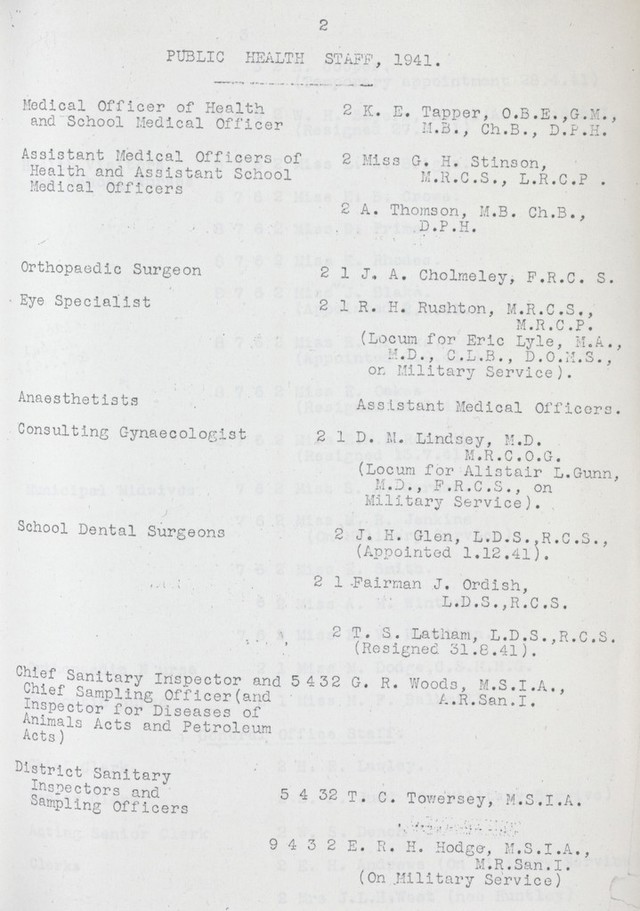 2
PUBLIC HEALTH STAFF, 1941.
Medical Officer of Health 2 K. E. Tapper, O.B.E.,G.M.,
and School Medical Officer M.B., Ch.B., D.P.H.
Assistant Medical Officers of 2 Miss G. H. Stinson,
Health and Assistant School M.R.C.S., L.R.C.P .
Medical Officers
2 A. Thomson, M.B. Ch.B.,
D.P.H.
Orthopaedic Surgeon 2 1 J. A. Cholmeley, F.R.C. S.
Eye Specialist 2 1 R. H. Rushton, M.R.C.S.,
M.R.C.P.
(Locum for Eric Lyle, M.A.,
M.D., C.L.B., D.O.M.S.,
on Military Service).
Anaesthetists Assistant Medical Officers.
Consulting Gynaecologist 2 1 D. M. Lindsey, M.D.
M.R.C.O.G.
(Locum for Alistair L.Gunn,
M.D., F.R.C.S., on
Military Service).
School Dental Surgeons 2 J. H. Glen, L.D.S.,R.C.S.,
(Appointed 1.12.41).
2 1 Fairman J. Ordish,
L.D.S.,R.C.S.
2 T. S. Latham, L.D.S.,R.C.S.
(Resigned 31.8.41).
Chief Sanitary Inspector and 5 4 3 2 G. R. Woods, M.S.I.A.,
Chief Sampling Officer(and A.R.San.I.
Inspector for Diseases of
Animals Acts and Petroleum
Acts)
District Sanitary
Inspectors and 5 4 3 2 T. C. Towersey, M.S.I.A.
Sampling Officers
9 4 3 2 E. R. H. Hodge, M.S.I.A.,
M.R.San.I.
(On Military Service)